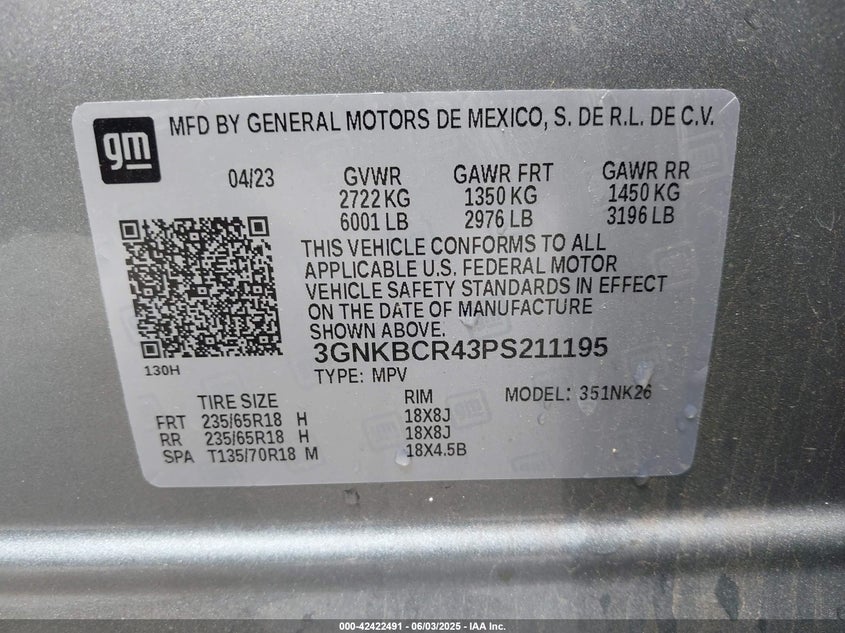 gm
MFD BY GENERAL MOTORS DE MEXICO, S. DE R.L. DE C.V.
04/23 GVWR GAWR FRT GAWR RR
2722 KG 1350 KG 1450 KG
6001 LB 2976 LB 3196 LB
THIS VEHICLE CONFORMS TO ALL
APPLICABLE U.S. FEDERAL MOTOR
VEHICLE SAFETY STANDARDS IN EFFECT
ON THE DATE OF MANUFACTURE
SHOWN ABOVE.
130H
3GNKBCR43PS211195
TYPE: MPV
TIRE SIZE RIM MODEL: 351NK26
FRT 235/65R18 H 18X8J
RR 235/65R18 H 18X8J
SPA T135/70R18 M 18X4.5B
000-42422491 - 06/03/2025 - IAA Inc.